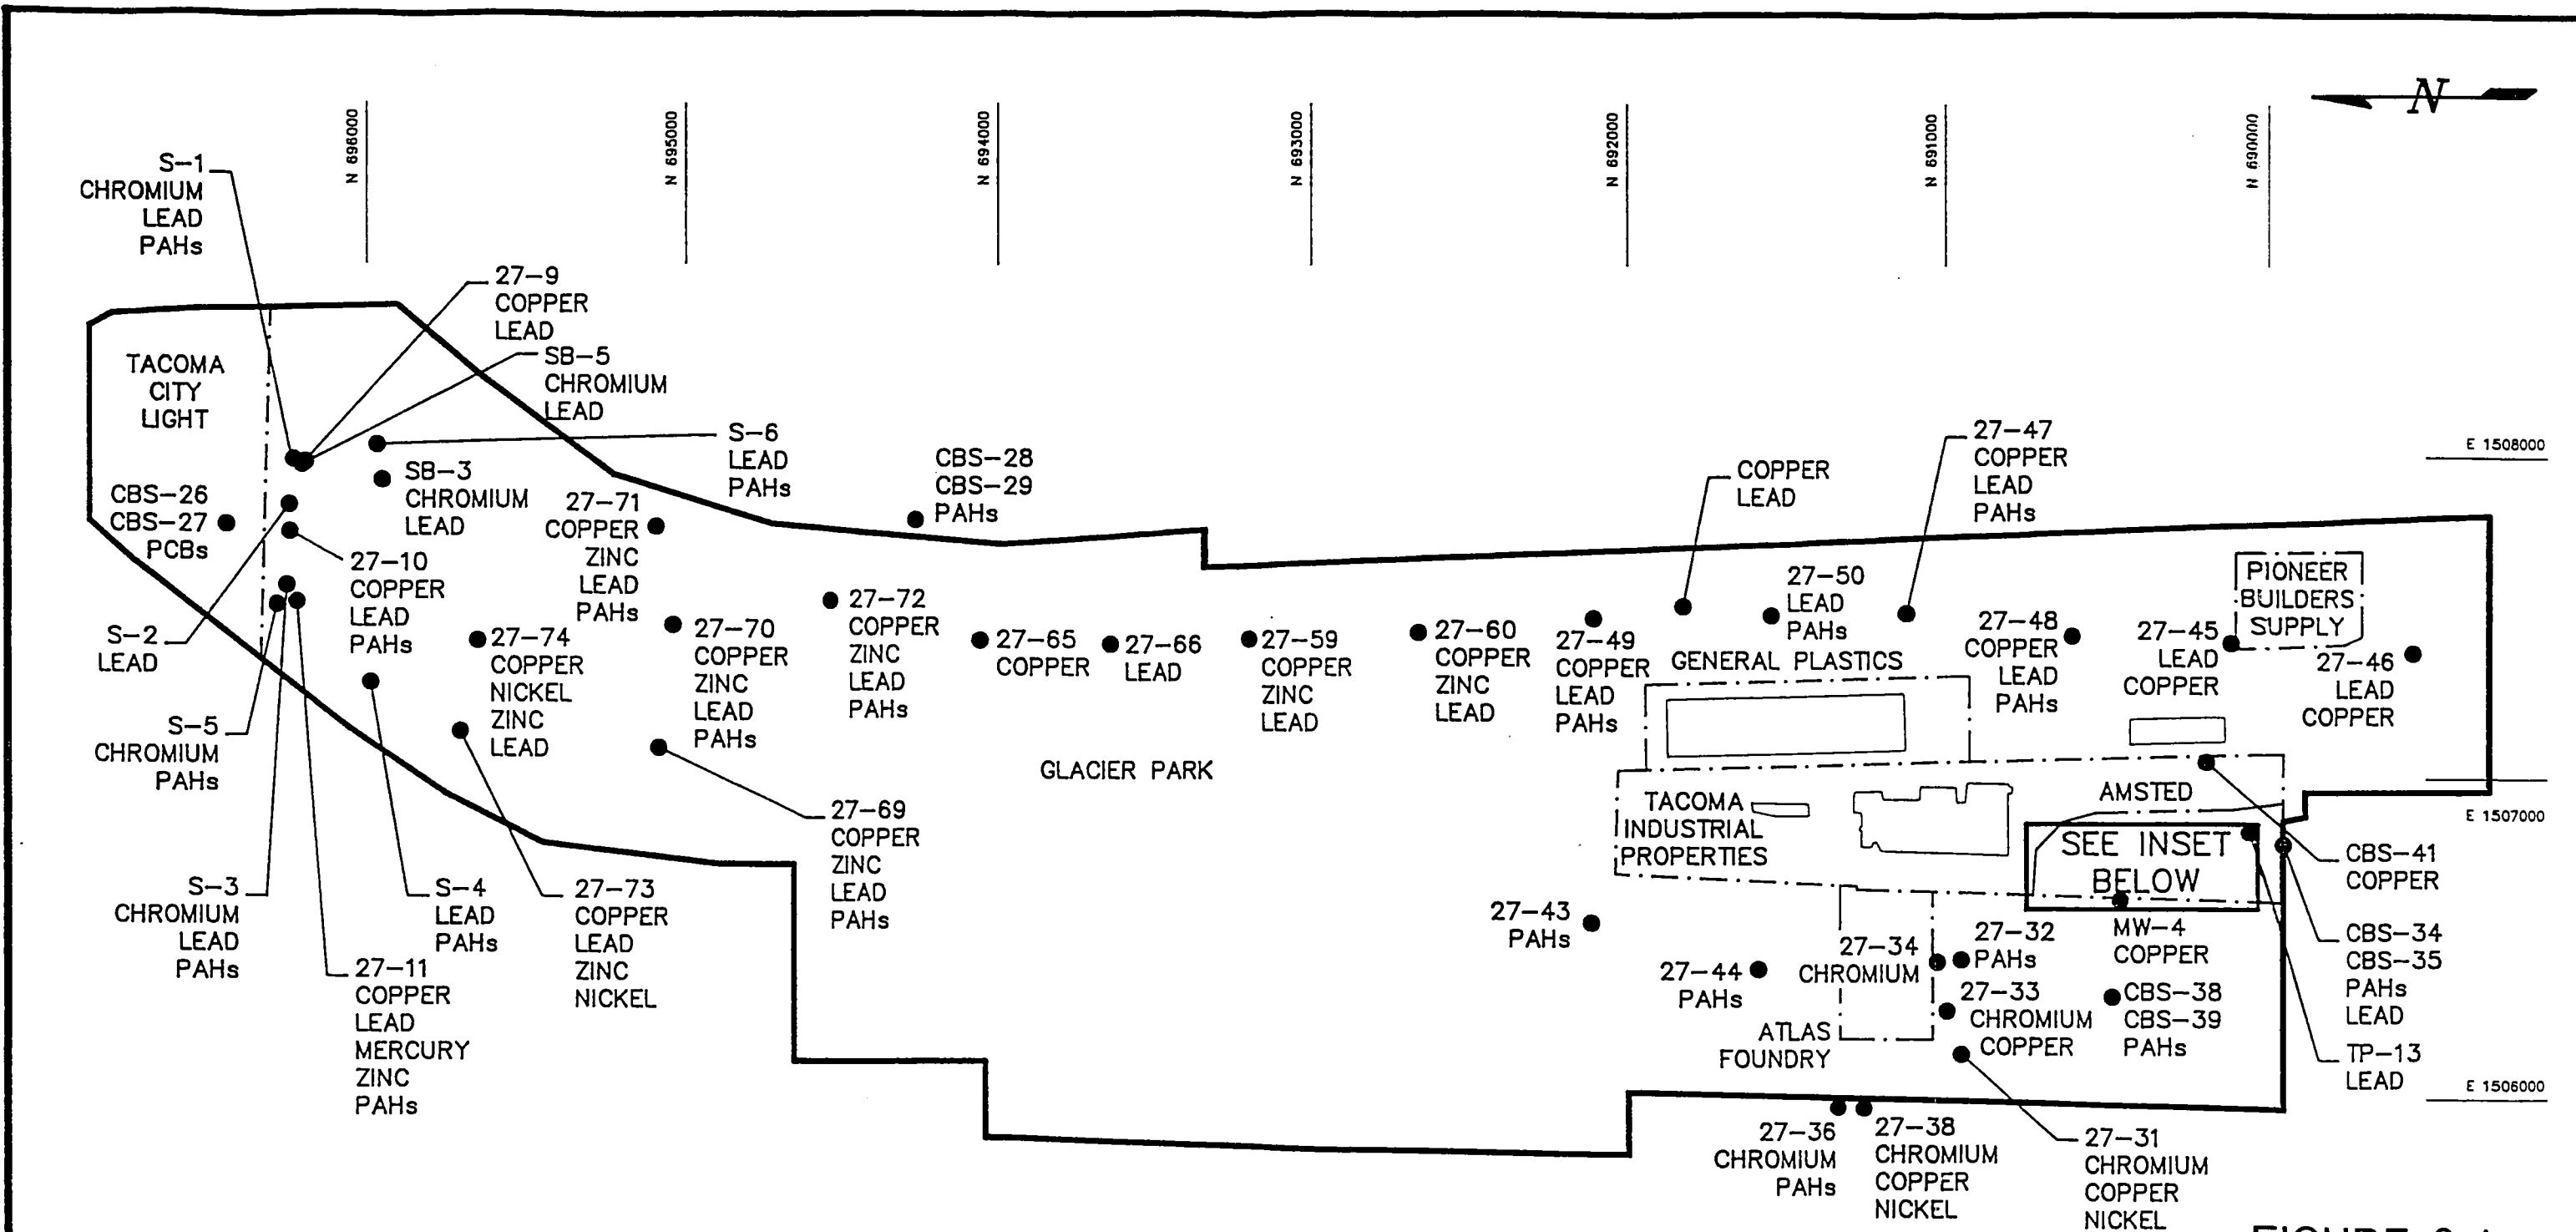 N
N 696000
N 695000
N 694000
N 693000
N 692000
N 691000
N 690000
S-1
CHROMIUM
LEAD
PAHs
27-9
COPPER
LEAD
SB-5
CHROMIUM
LEAD
S-6
LEAD
PAHs
TACOMA
CITY
LIGHT
SB-3
CHROMIUM
LEAD
CBS-26
CBS-27
PCBs
27-71
COPPER
ZINC
LEAD
PAHs
CBS-28
CBS-29
PAHs
COPPER
LEAD
27-47
COPPER
LEAD
PAHs
E 1508000
27-10
COPPER
LEAD
PAHs
S-2
LEAD
27-74
COPPER
NICKEL
ZINC
LEAD
27-70
COPPER
ZINC
LEAD
PAHs
27-72
COPPER
ZINC
LEAD
PAHs
27-65
COPPER
27-66
LEAD
27-59
COPPER
ZINC
LEAD
27-60
COPPER
ZINC
LEAD
27-49
COPPER
LEAD
PAHs
27-50
LEAD
PAHs
GENERAL PLASTICS
27-48
COPPER
LEAD
PAHs
27-45
LEAD
COPPER
PIONEER
BUILDERS
SUPPLY
27-46
LEAD
COPPER
S-5
CHROMIUM
PAHs
GLACIER PARK
27-69
COPPER
ZINC
LEAD
PAHs
TACOMA
INDUSTRIAL
PROPERTIES
AMSTED
E 1507000
SEE INSET
BELOW
CBS-41
COPPER
S-3
CHROMIUM
LEAD
PAHs
S-4
LEAD
PAHs
27-73
COPPER
LEAD
ZINC
NICKEL
27-11
COPPER
LEAD
MERCURY
ZINC
PAHs
27-43
PAHs
27-44
PAHs
27-34
CHROMIUM
27-32
PAHs
MW-4
COPPER
CBS-34
CBS-35
PAHs
LEAD
27-33
CHROMIUM
COPPER
CBS-38
CBS-39
PAHs
ATLAS
FOUNDRY
TP-13
LEAD
E 1506000
27-36
CHROMIUM
PAHs
27-38
CHROMIUM
COPPER
NICKEL
27-31
CHROMIUM
COPPER
NICKEL